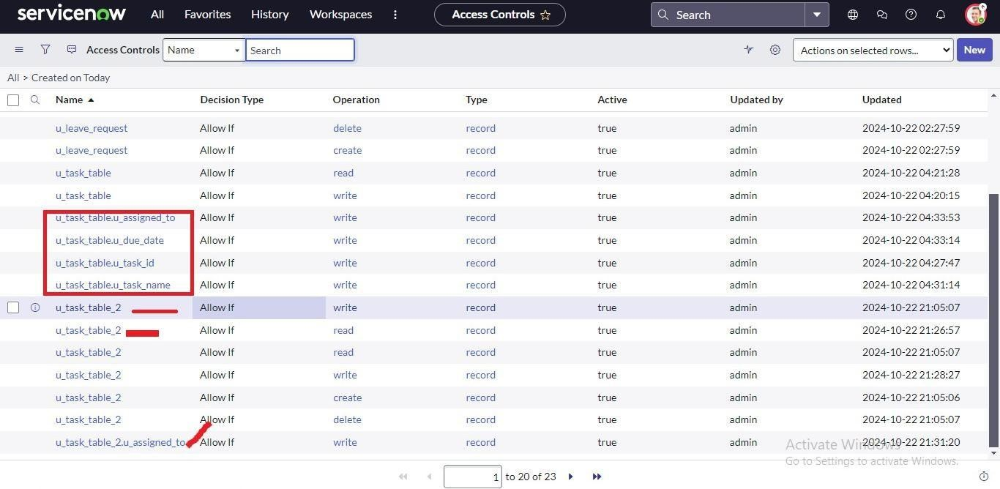 servicenow All Favorites History Workspaces Access Controls Search
Access Controls Name Search Actions on selected rows... New
All > Created on Today
Name Decision Type Operation Type Active Updated by Updated
u_leave_request Allow If delete record true admin 2024-10-22 02:27:59
u_leave_request Allow If create record true admin 2024-10-22 02:27:59
u_task_table Allow If read record true admin 2024-10-22 04:21:28
u_task_table Allow If write record true admin 2024-10-22 04:20:15
u_task_table.u_assigned_to Allow If write record true admin 2024-10-22 04:33:53
u_task_table.u_due_date Allow If write record true admin 2024-10-22 04:33:14
u_task_table.u_task_id Allow If write record true admin 2024-10-22 04:27:47
u_task_table.u_task_name Allow If write record true admin 2024-10-22 04:31:14
u_task_table_2 Allow If write record true admin 2024-10-22 21:05:07
u_task_table_2 Allow If read record true admin 2024-10-22 21:26:57
u_task_table_2 Allow If read record true admin 2024-10-22 21:05:07
u_task_table_2 Allow If write record true admin 2024-10-22 21:28:27
u_task_table_2 Allow If create record true admin 2024-10-22 21:05:06
u_task_table_2 Allow If delete record true admin 2024-10-22 21:05:07
u_task_table_2.u_assigned_to Allow If write record true admin 2024-10-22 21:31:20
Activate Windows
Go to Settings to activate Windows.
1 to 20 of 23